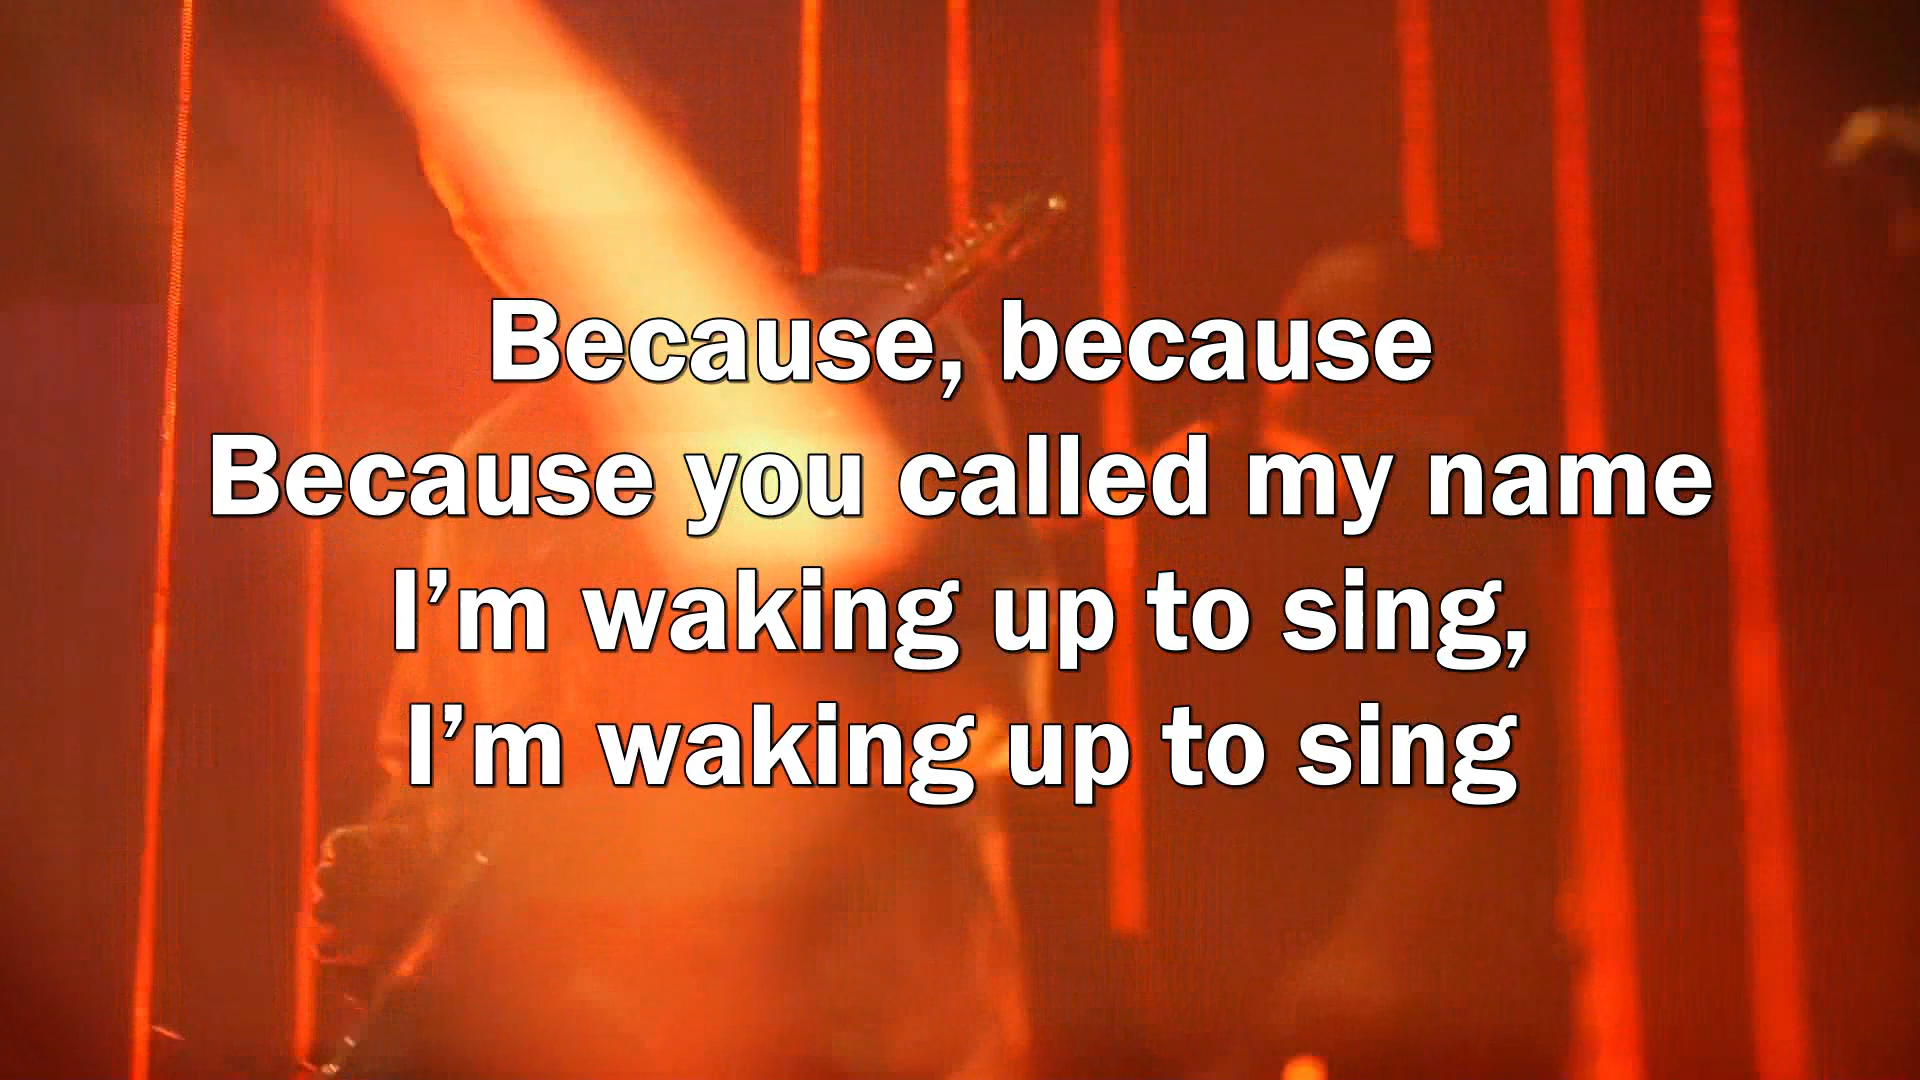 Because, because
Because you called my name
I’m waking up to sing,
I’m waking up to sing